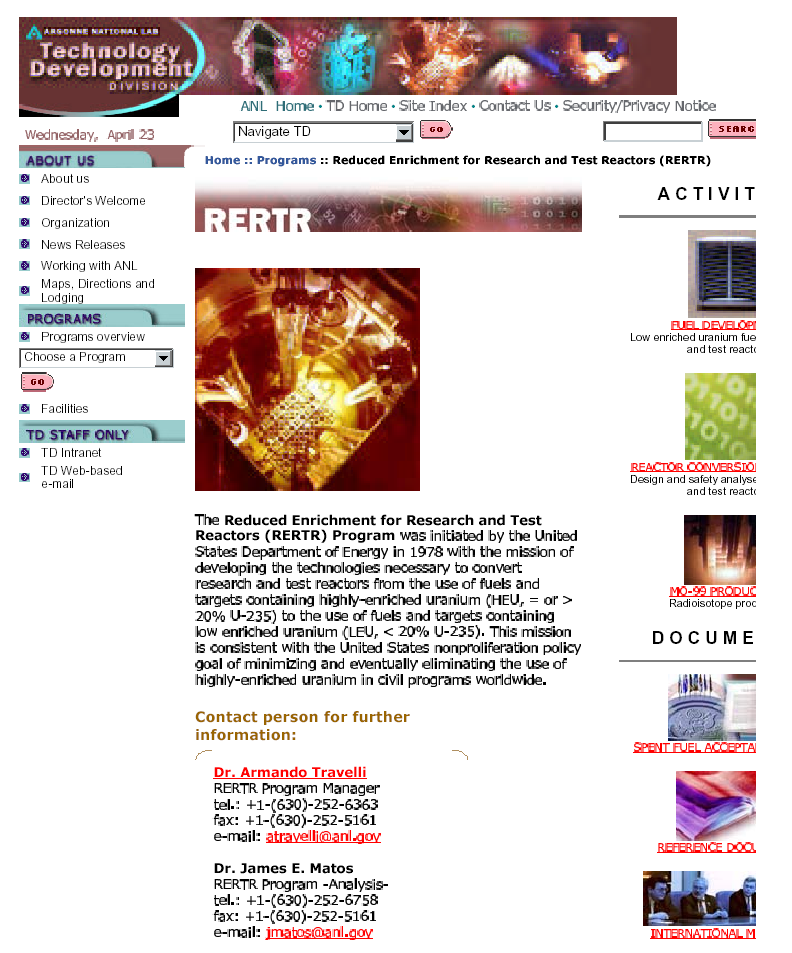 ARGONNE NATIONAL LAB
Technology
Development
DIVISION
ANL Home • TD Home • Site Index • Contact Us • Security/Privacy Notice
Wednesday, April 23
Navigate TD
GO
SEARC
Home :: Programs :: Reduced Enrichment for Research and Test Reactors (RERTR)
ABOUT US
About us
Director's Welcome
Organization
News Releases
Working with ANL
Maps, Directions and
Lodging
PROGRAMS
Programs overview
Choose a Program
GO
Facilities
TD STAFF ONLY
TD Intranet
TD Web-based
e-mail
RERTR
The Reduced Enrichment for Research and Test
Reactors (RERTR) Program was initiated by the United
States Department of Energy in 1978 with the mission of
developing the technologies necessary to convert
research and test reactors from the use of fuels and
targets containing highly-enriched uranium (HEU, = or >
20% U-235) to the use of fuels and targets containing
low enriched uranium (LEU, < 20% U-235). This mission
is consistent with the United States nonproliferation policy
goal of minimizing and eventually eliminating the use of
highly-enriched uranium in civil programs worldwide.
Contact person for further
information:
Dr. Armando Travelli
RERTR Program Manager
tel.: +1-(630)-252-6363
fax: +1-(630)-252-5161
e-mail: atravelli@anl.gov
Dr. James E. Matos
RERTR Program -Analysis-
tel.: +1-(630)-252-6758
fax: +1-(630)-252-5161
e-mail: jmatos@anl.gov
ACTIVIT
FUEL DEVELOPM
Low enriched uranium fue
and test reacto
REACTOR CONVERSIO
Design and safety analyse
and test reacto
MO-99 PRODUC
Radioisotope proc
DOCUME
SPENT FUEL ACCEPTA
REFERENCE DOCU
INTERNATIONAL M